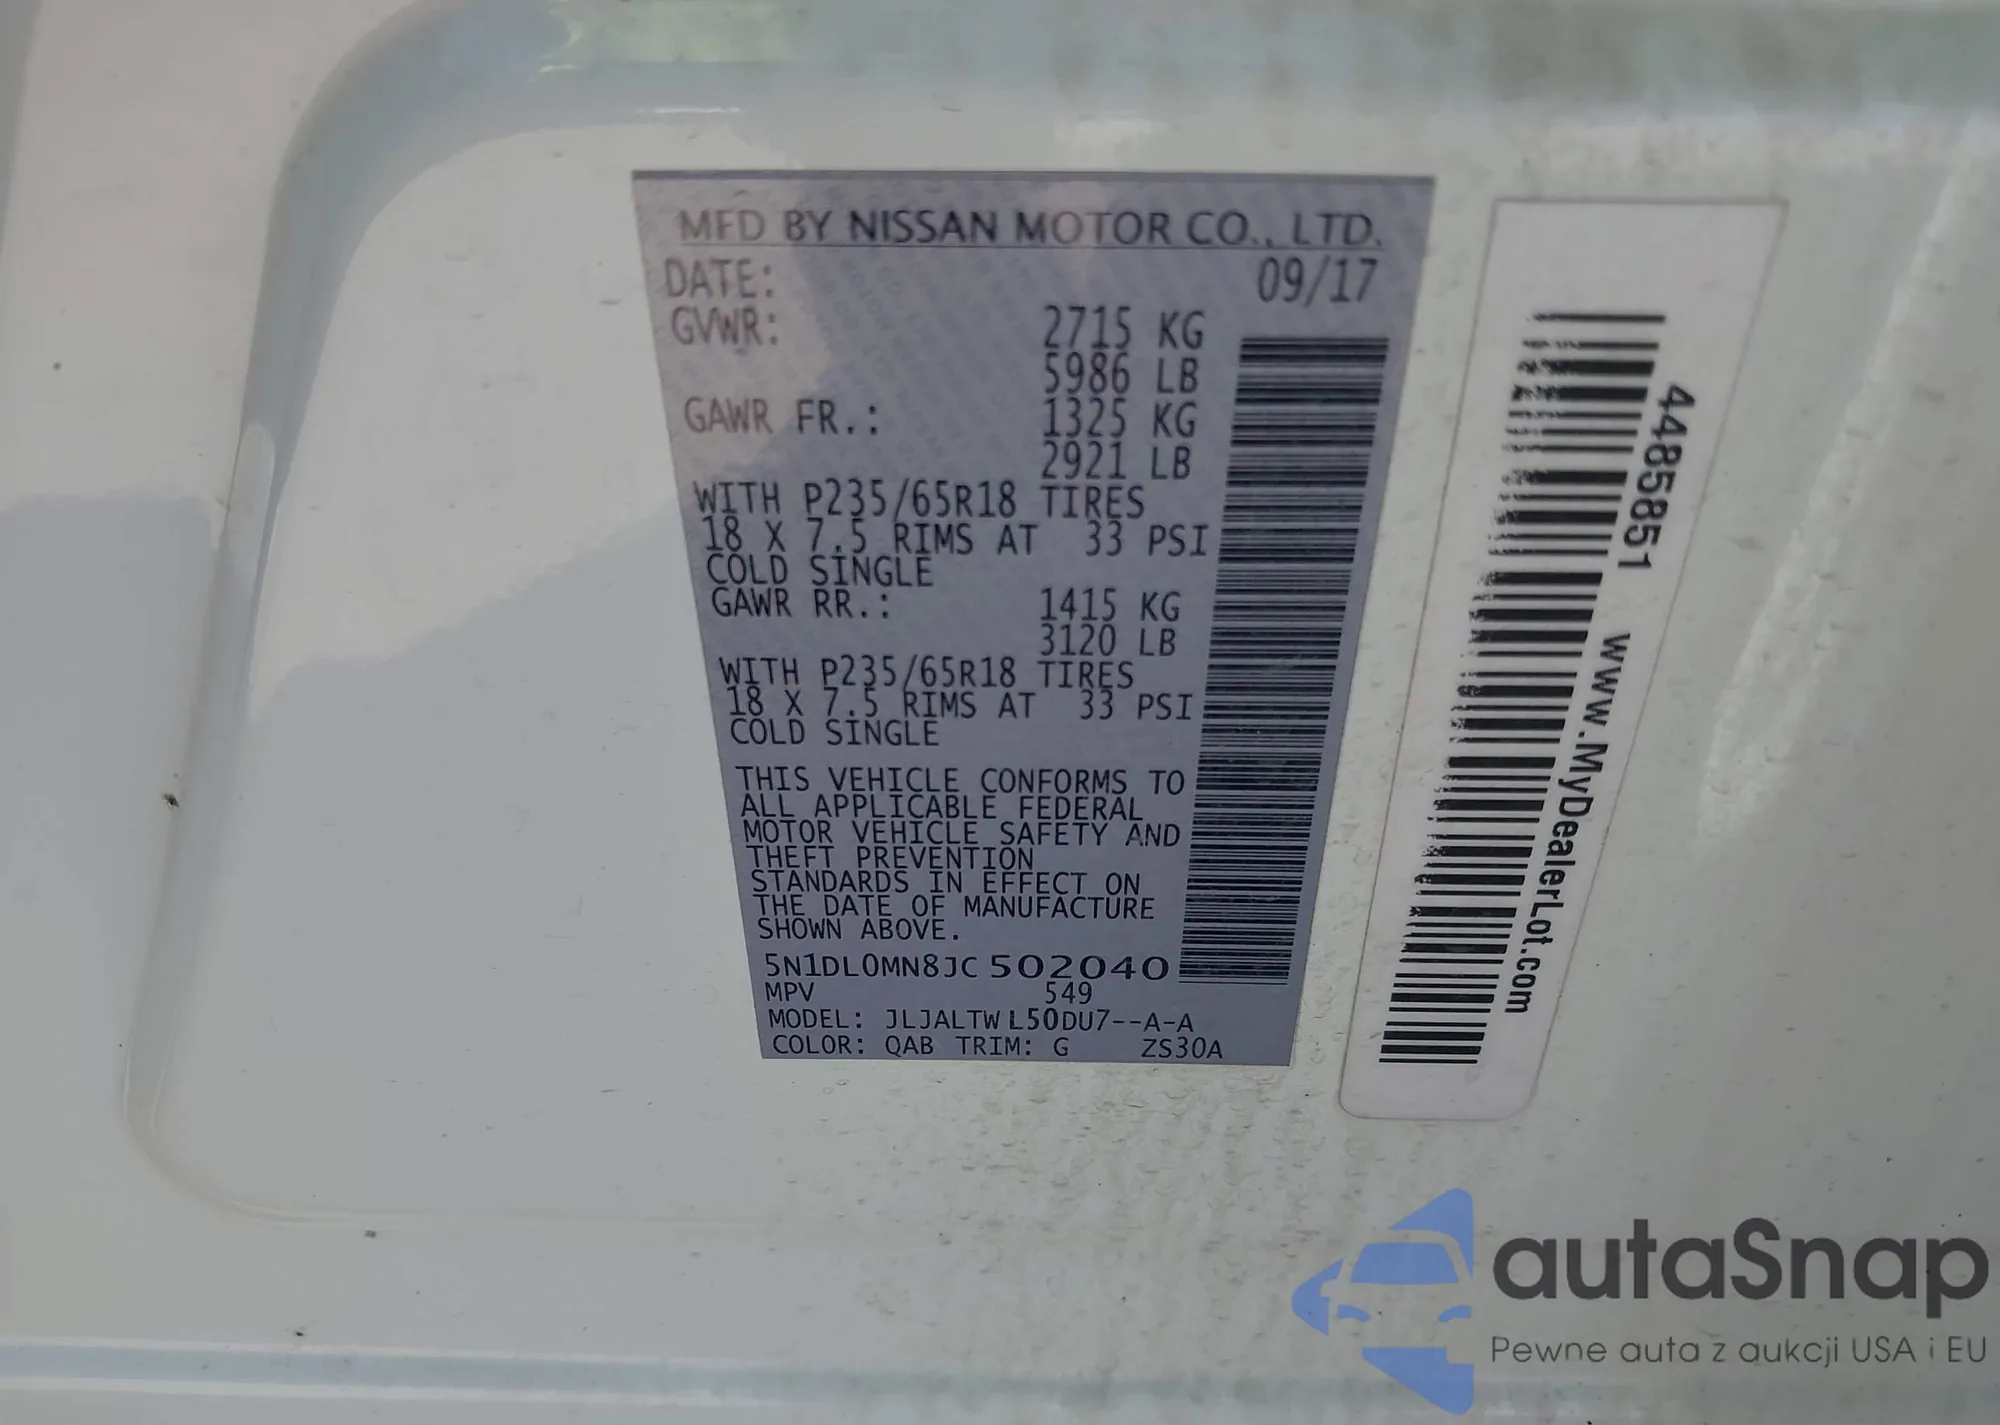 MFD BY NISSAN MOTOR CO., LTD.
DATE: 09/17
GVWR: 2715 KG
5986 LB
GAWR FR.: 1325 KG
2921 LB
WITH P235/65R18 TIRES
18 X 7.5 RIMS AT 33 PSI
COLD SINGLE
GAWR RR.: 1415 KG
3120 LB
WITH P235/65R18 TIRES
18 X 7.5 RIMS AT 33 PSI
COLD SINGLE
THIS VEHICLE CONFORMS TO
ALL APPLICABLE FEDERAL
MOTOR VEHICLE SAFETY AND
THEFT PREVENTION
STANDARDS IN EFFECT ON
THE DATE OF MANUFACTURE
SHOWN ABOVE.
5N1DL0MN8JC 502040
MPV 549
MODEL: JLJALTW L50DU7--A-A
COLOR: QAB TRIM: G ZS30A
44858851 www.MyDealerLot.com
autaSnap
Pewne auta z aukcji USA i EU